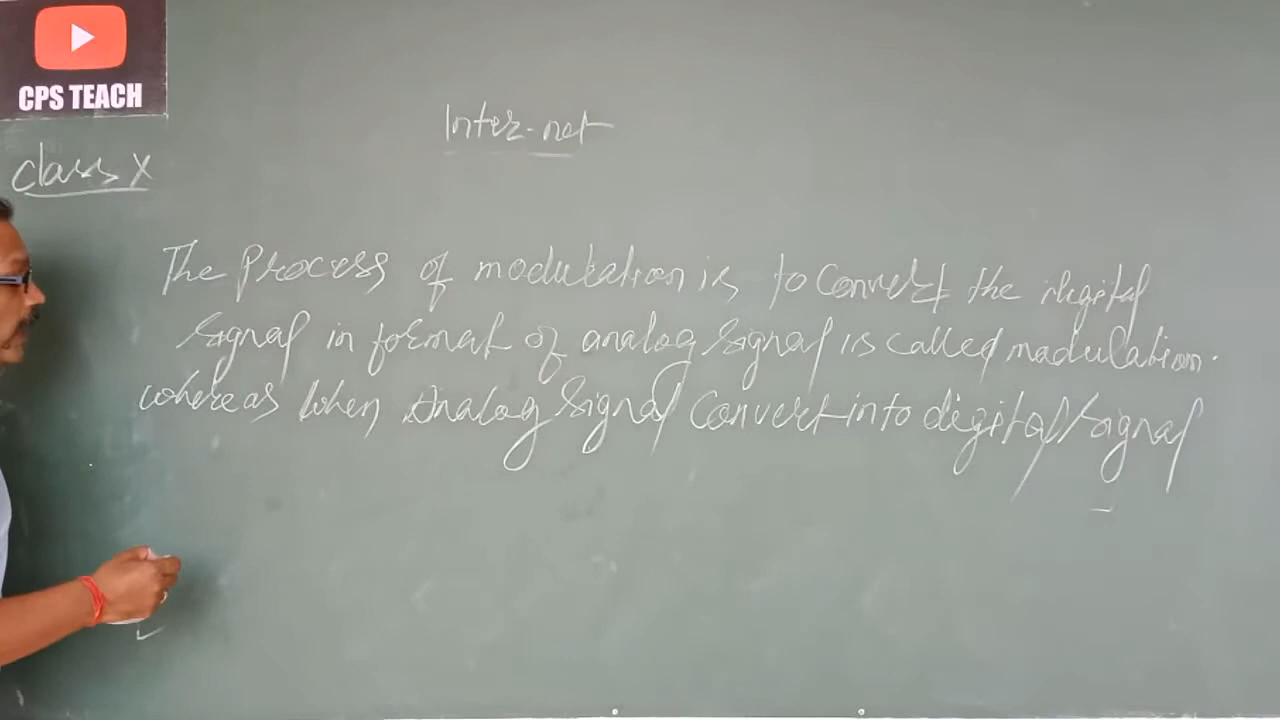 CPS TEACH
Inter-net
class X
The Process of modulation is to Convert the digital
signal in format of analog signal is called modulation.
whereas when Analog signal Convert into digital signal